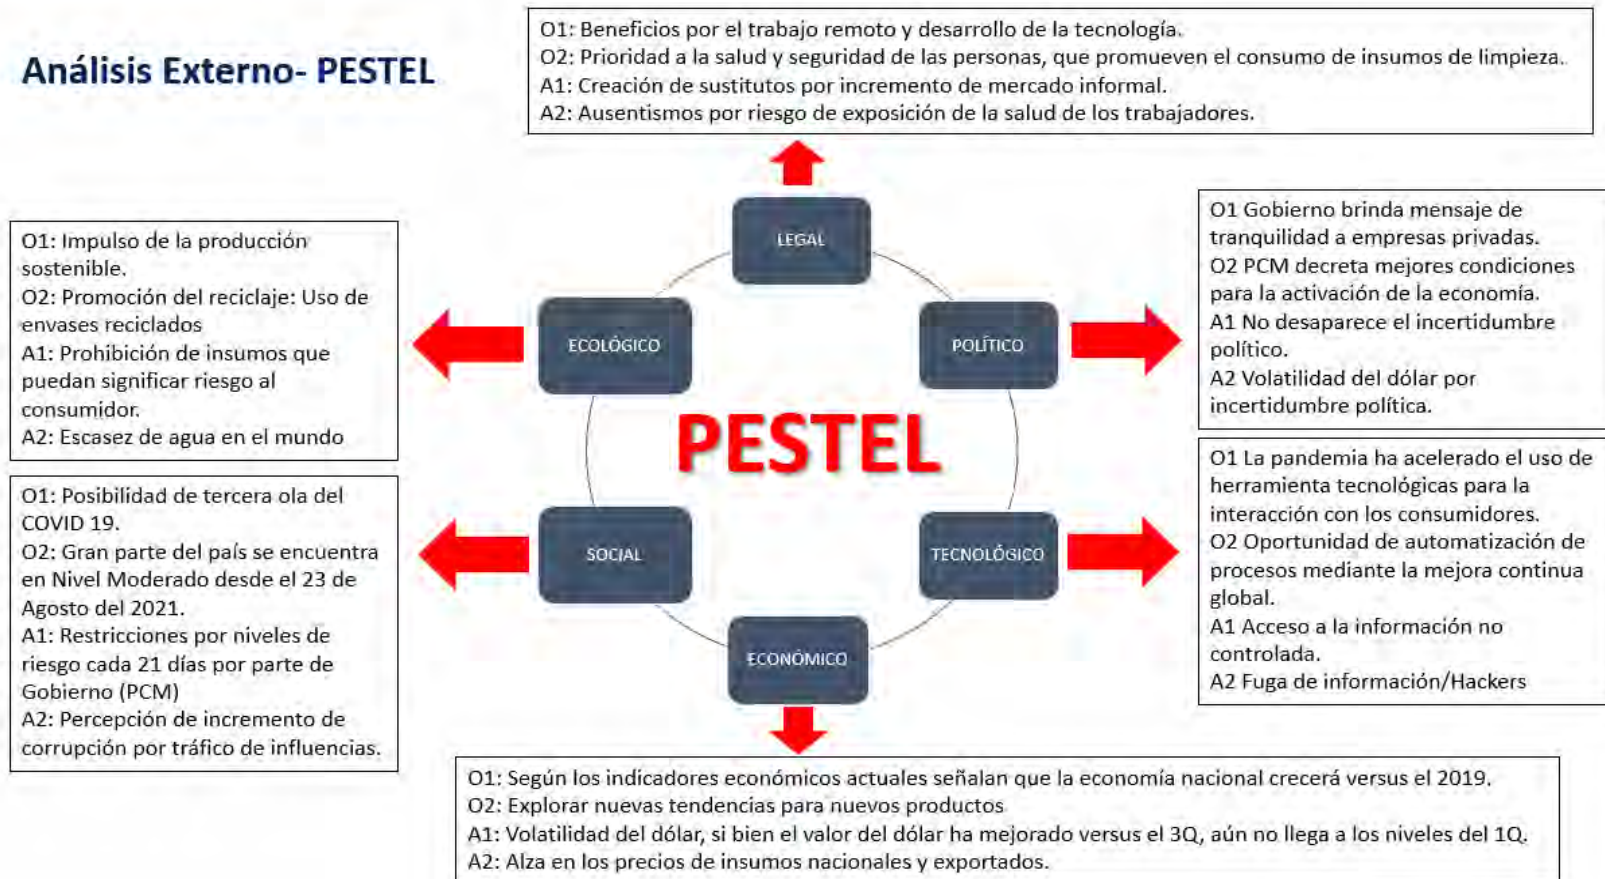 Análisis Externo- PESTEL
O1: Beneficios por el trabajo remoto y desarrollo de la tecnología.
O2: Prioridad a la salud y seguridad de las personas, que promueven el consumo de insumos de limpieza.
A1: Creación de sustitutos por incremento de mercado informal.
A2: Ausentismos por riesgo de exposición de la salud de los trabajadores.
LEGAL
O1: Impulso de la producción
sostenible.
O2: Promoción del reciclaje: Uso de
envases reciclados
A1: Prohibición de insumos que
puedan significar riesgo al
consumidor.
A2: Escasez de agua en el mundo
ECOLÓGICO
POLÍTICO
O1 Gobierno brinda mensaje de
tranquilidad a empresas privadas.
O2 PCM decreta mejores condiciones
para la activación de la economía.
A1 No desaparece el incertidumbre
político.
A2 Volatilidad del dólar por
incertidumbre política.
PESTEL
O1: Posibilidad de tercera ola del
COVID 19.
O2: Gran parte del país se encuentra
en Nivel Moderado desde el 23 de
Agosto del 2021.
A1: Restricciones por niveles de
riesgo cada 21 días por parte de
Gobierno (PCM)
A2: Percepción de incremento de
corrupción por tráfico de influencias.
SOCIAL
TECNOLÓGICO
O1 La pandemia ha acelerado el uso de
herramienta tecnológicas para la
interacción con los consumidores.
O2 Oportunidad de automatización de
procesos mediante la mejora continua
global.
A1 Acceso a la información no
controlada.
A2 Fuga de información/Hackers
ECONÓMICO
O1: Según los indicadores económicos actuales señalan que la economía nacional crecerá versus el 2019.
O2: Explorar nuevas tendencias para nuevos productos
A1: Volatilidad del dólar, si bien el valor del dólar ha mejorado versus el 3Q, aún no llega a los niveles del 1Q.
A2: Alza en los precios de insumos nacionales y exportados.